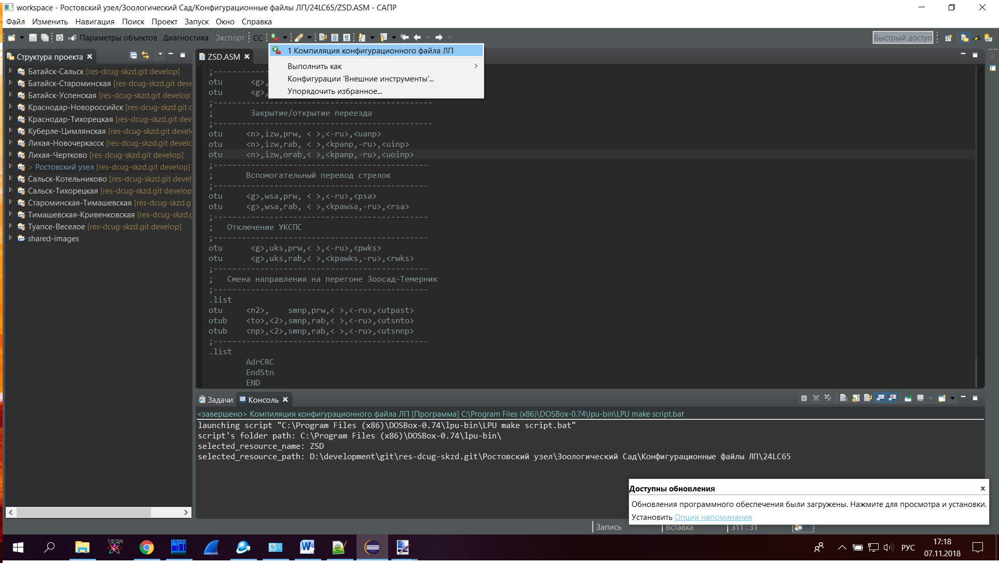 workspace - Ростовский узел/Зоологический Сад/Конфигурационные файлы ЛП/24LC65/ZSD.ASM - САПР
Файл Изменить Навигация Поиск Проект Запуск Окно Справка
Параметры объектов Диагностика Экспорт СС Быстрый доступ
1 Компиляция конфигурационного файла ЛП
Выполнить как
Конфигурации 'Внешние инструменты'...
Упорядочить избранное...
Структура проекта
Батайск-Сальск [res-dcug-skzd.git develop]
Батайск-Староминская [res-dcug-skzd.git deve
Батайск-Успенская [res-dcug-skzd.git develop]
Краснодар-Новороссийск [res-dcug-skzd.git c
Краснодар-Тихорецкая [res-dcug-skzd.git dev
Куберле-Цимлянская [res-dcug-skzd.git devel
Лихая-Новочеркасск [res-dcug-skzd.git develc
Лихая-Чертково [res-dcug-skzd.git develop]
> Ростовский узел [res-dcug-skzd.git develop]
Сальск-Котельниково [res-dcug-skzd.git devel
Сальск-Тихорецкая [res-dcug-skzd.git develop
Староминская-Тимашевская [res-dcug-skzd.g
Тимашевская-Кривенковская [res-dcug-skzd.g
Туапсе-Веселое [res-dcug-skzd.git develop]
shared-images
ZSD.ASM
;----------------------------------------------
otu <g>,
otu <g>,
;-----------------------------------------------
; Закрытие/открытие переезда
;-----------------------------------------------
otu <n>,izw,prw, < >,<-ru>,<uanp>
otu <n>,izw,rab, < >,<kpanp,-ru>,<uinp>
otu <n>,izw,orab,< >,<kpanp,-ru>,<uoinp>
;----------------------------------------------
; Вспомогательный перевод стрелок
;----------------------------------------------
otu <g>,wsa,prw, < >,<-ru>,<psa>
otu <g>,wsa,rab, < >,<kpawsa,-ru>,<rsa>
;----------------------------------------------
; Отключение УКСПС
;----------------------------------------------
otu <g>,uks,prw,< >,<-ru>,<pwks>
otu <g>,uks,rab,< >,<kpawks,-ru>,<rwks>
;----------------------------------------------
; Смена направления на перегоне Зоосад-Темерник
;----------------------------------------------
.list
otu <n2>, smnp,prw,< >,<-ru>,<utpast>
otub <to>,<2>,smnp,rab,< >,<-ru>,<utsnto>
otub <np>,<2>,smnp,rab,< >,<-ru>,<utsnnp>
;----------------------------------------------
.list
AdrCRC
EndStn
END
Задачи Консоль
<завершено> Компиляция конфигурационного файла ЛП [Программа] C:\Program Files (x86)\DOSBox-0.74\lpu-bin\LPU make script.bat
launching script "C:\Program Files (x86)\DOSBox-0.74\lpu-bin\LPU make script.bat"
script's folder path: C:\Program Files (x86)\DOSBox-0.74\lpu-bin\
selected_resource_name: ZSD
selected_resource_path: D:\development\git\res-dcug-skzd.git\Ростовский узел\Зоологический Сад\Конфигурационные файлы ЛП\24LC65
Доступны обновления
Обновления программного обеспечения были загружены. Нажмите для просмотра и установки.
Установить Опции напоминания
Запись Вставка 311 : 31
TRITON
РУС
17:18
07.11.2018